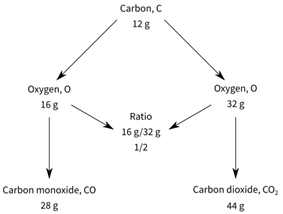 Carbon, C
12 g
Oxygen, O
16 g
Oxygen, O
32 g
Ratio
16 g/32 g
1/2
Carbon monoxide, CO
28 g
Carbon dioxide, CO₂
44 g